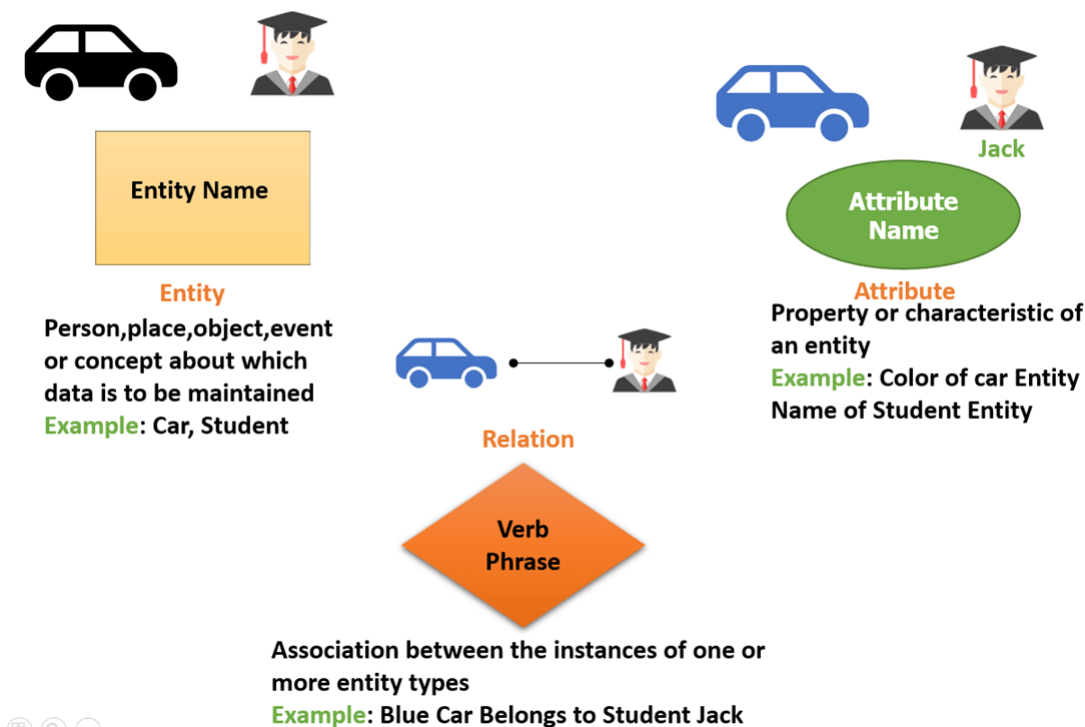 Entity Name
Entity
Person,place,object,event
or concept about which
data is to be maintained
Example: Car, Student
Jack
Attribute
Name
Attribute
Property or characteristic of
an entity
Example: Color of car Entity
Name of Student Entity
Relation
Verb
Phrase
Association between the instances of one or
more entity types
Example: Blue Car Belongs to Student Jack